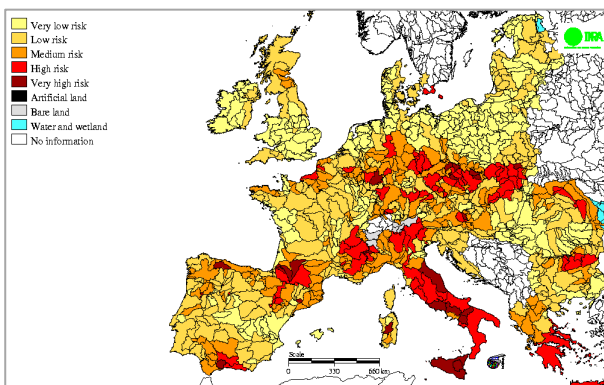 Very low risk
Low risk
Medium risk
High risk
Very high risk
Artificial land
Bare land
Water and wetland
No information
Scale
0 330 660 km